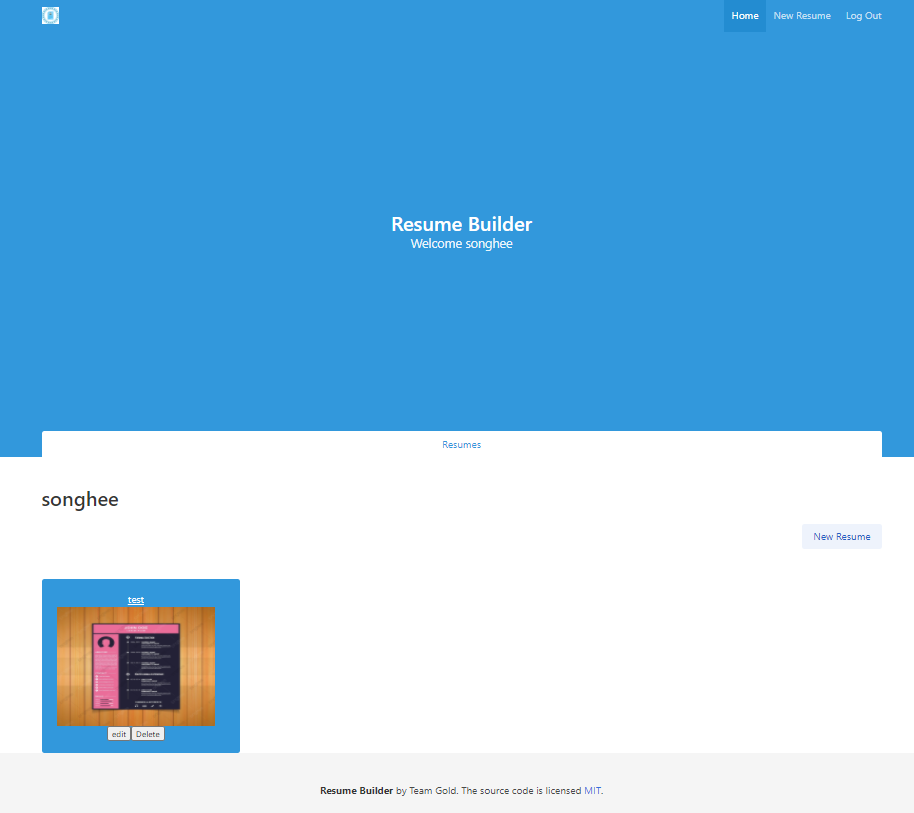 Home New Resume Log Out
Resume Builder
Welcome songhee
Resumes
songhee
New Resume
test
edit Delete
Resume Builder by Team Gold. The source code is licensed MIT.